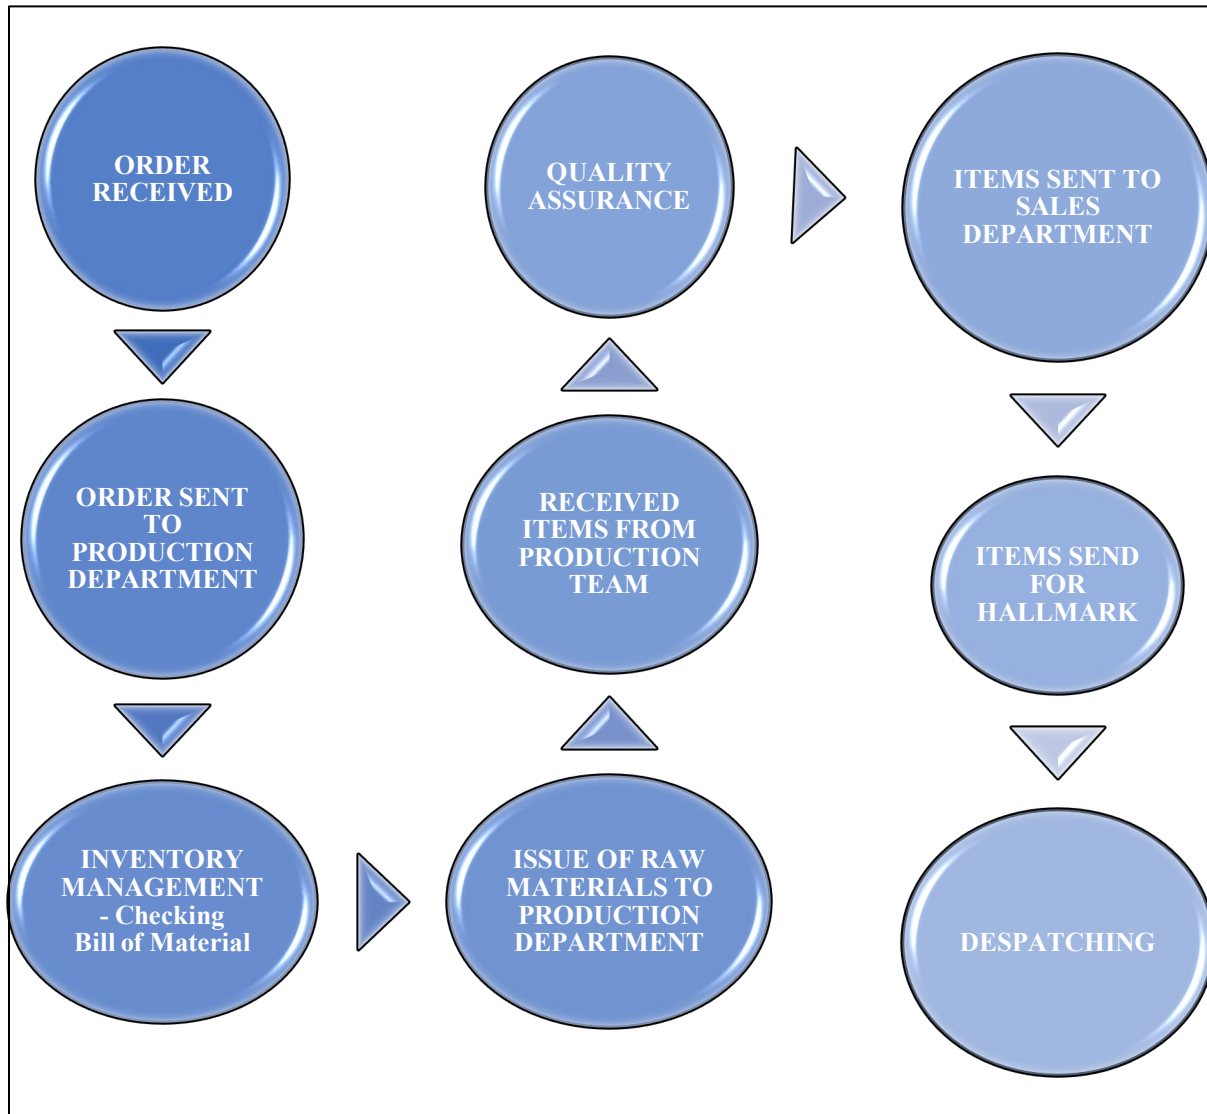 ORDER
RECEIVED
ORDER SENT
TO
PRODUCTION
DEPARTMENT
INVENTORY
MANAGEMENT
- Checking
Bill of Material
ISSUE OF RAW
MATERIALS TO
PRODUCTION
DEPARTMENT
RECEIVED
ITEMS FROM
PRODUCTION
TEAM
QUALITY
ASSURANCE
ITEMS SENT TO
SALES
DEPARTMENT
ITEMS SEND
FOR
HALLMARK
DESPATCHING